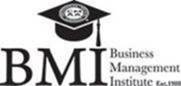 BMI
Business
Management
Institute Est.1988